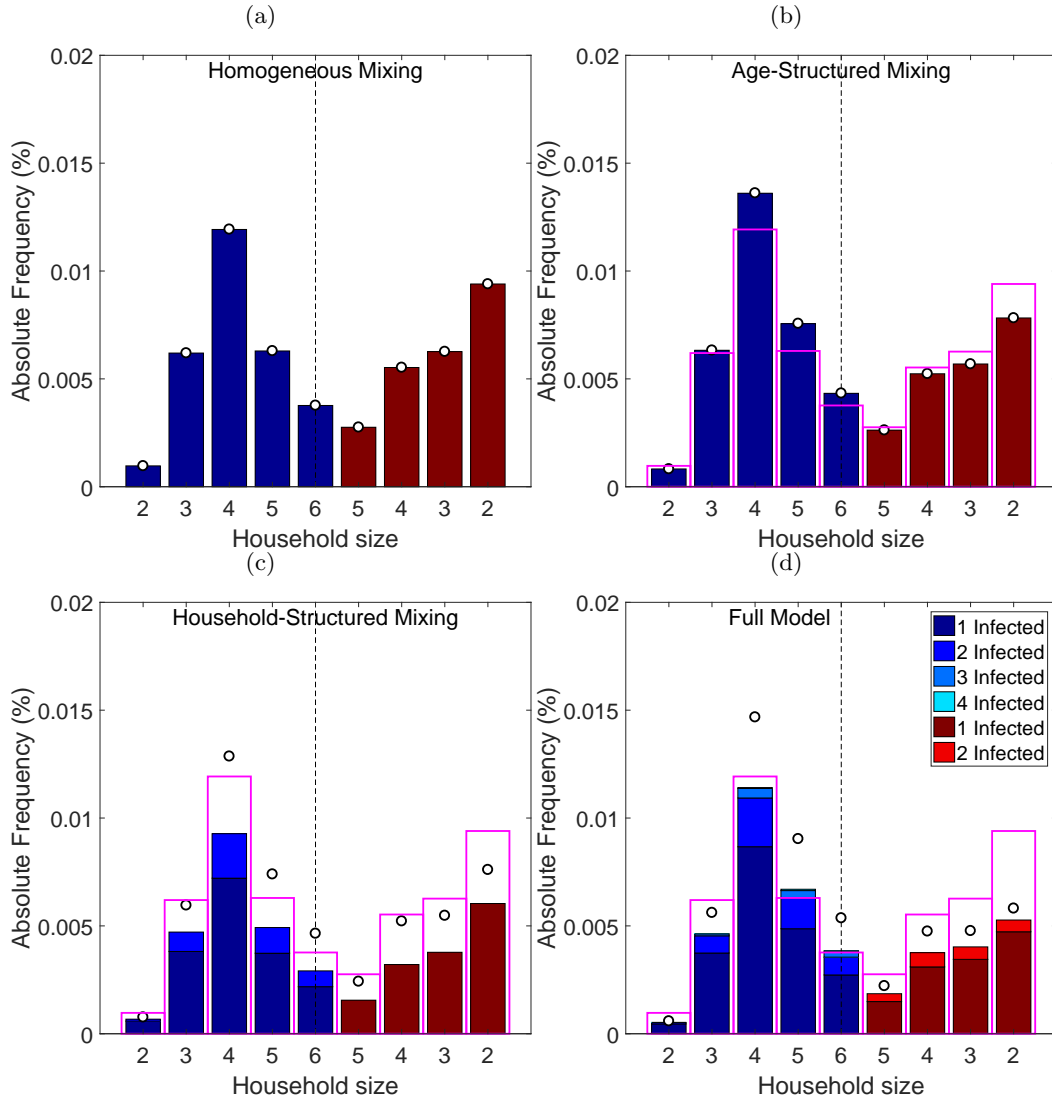 (a)
Homogeneous Mixing
Absolute Frequency (%)
0.02
0.015
0.01
0.005
0
2 3 4 5 6 5 4 3 2
Household size
(b)
Age-Structured Mixing
Absolute Frequency (%)
0.02
0.015
0.01
0.005
0
2 3 4 5 6 5 4 3 2
Household size
(c)
Household-Structured Mixing
Absolute Frequency (%)
0.02
0.015
0.01
0.005
0
2 3 4 5 6 5 4 3 2
Household size
(d)
Full Model
Absolute Frequency (%)
0.02
0.015
0.01
0.005
0
2 3 4 5 6 5 4 3 2
Household size
1 Infected
2 Infected
3 Infected
4 Infected
1 Infected
2 Infected